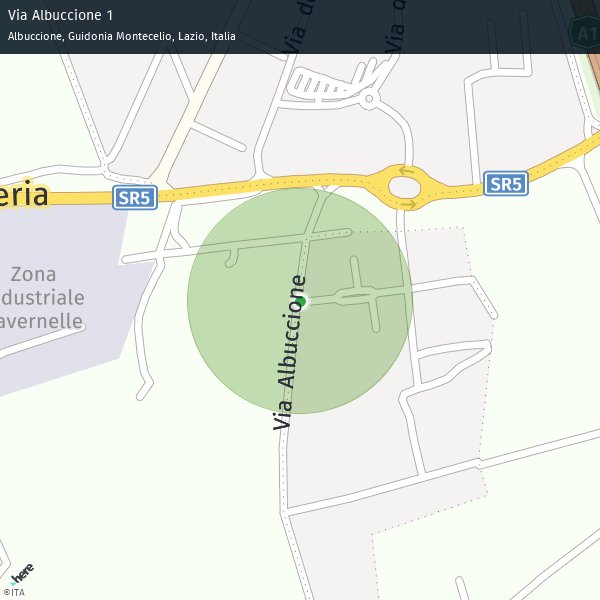 Via Albuccione 1
Albuccione, Guidonia Montecelio, Lazio, Italia
Via d
Via d
A1
eria
SR5
SR5
Zona
ndustriale
avernelle
Via Albuccione
here
©ITA